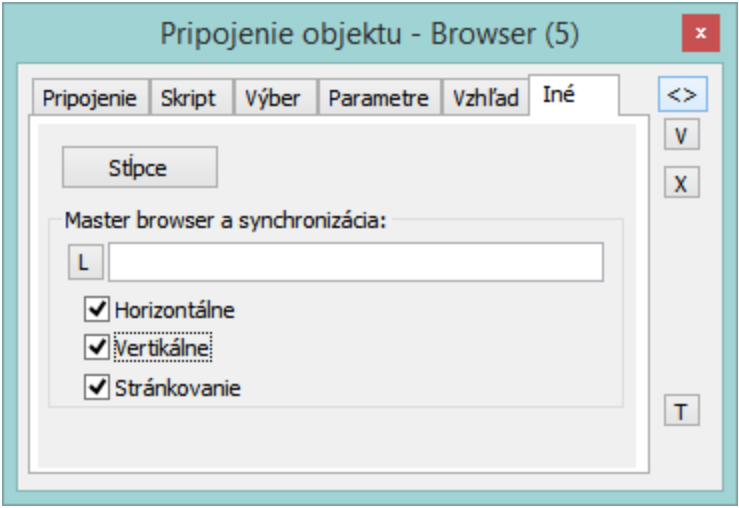 Pripojenie objektu - Browser (5)
x
Pripojenie Skript Výber Parametre Vzhľad Iné
<>
V
X
Stĺpce
Master browser a synchronizácia:
L
Horizontálne
Vertikálne
Stránkovanie
T